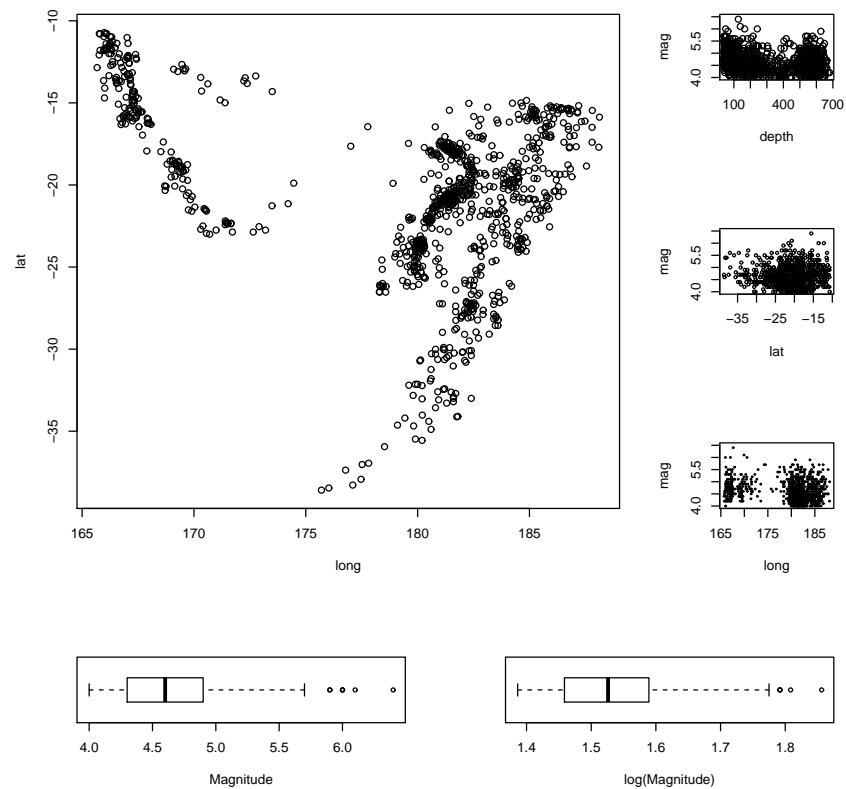 −10
−15
−20
−25
−30
−35
lat
165 170 175 180 185
long
mag
5.5
4.0
100 400 700
depth
mag
5.5
4.0
−35 −25 −15
lat
mag
5.5
4.0
165 175 185
long
4.0 4.5 5.0 5.5 6.0
Magnitude
1.4 1.5 1.6 1.7 1.8
log(Magnitude)